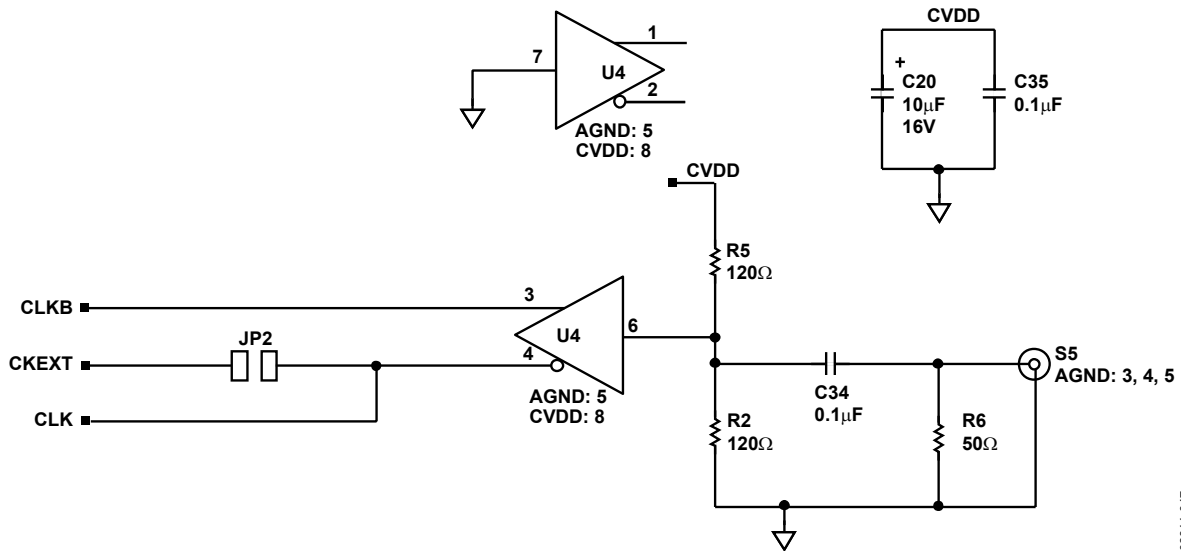 1
7
U4
2
AGND: 5
CVDD: 8
CVDD
+
C20
10µF
16V
C35
0.1µF
CVDD
R5
120Ω
CLKB
3
U4
6
JP2
CKEXT
4
AGND: 5
CVDD: 8
CLK
S5
AGND: 3, 4, 5
C34
0.1µF
R2
120Ω
R6
50Ω